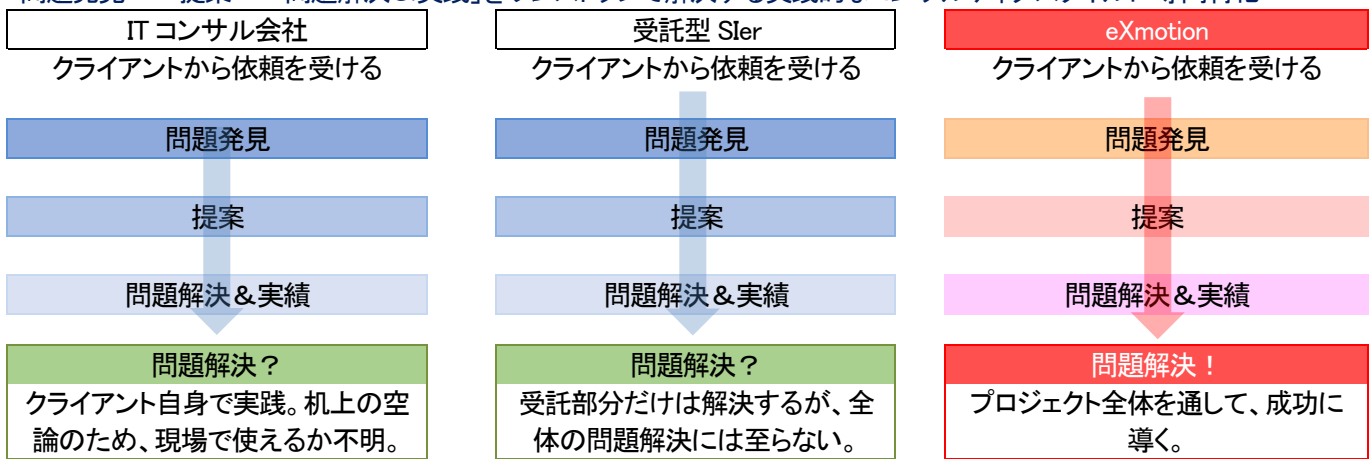 ITコンサル会社
クライアントから依頼を受ける
問題発見
提案
問題解決&実績
問題解決?
クライアント自身で実践。机上の空
論のため、現場で使えるか不明。
受託型 SIer
クライアントから依頼を受ける
問題発見
提案
問題解決&実績
問題解決?
受託部分だけは解決するが、全
体の問題解決には至らない。
eXmotion
クライアントから依頼を受ける
問題発見
提案
問題解決&実績
問題解決!
プロジェクト全体を通して、成功に
導く。